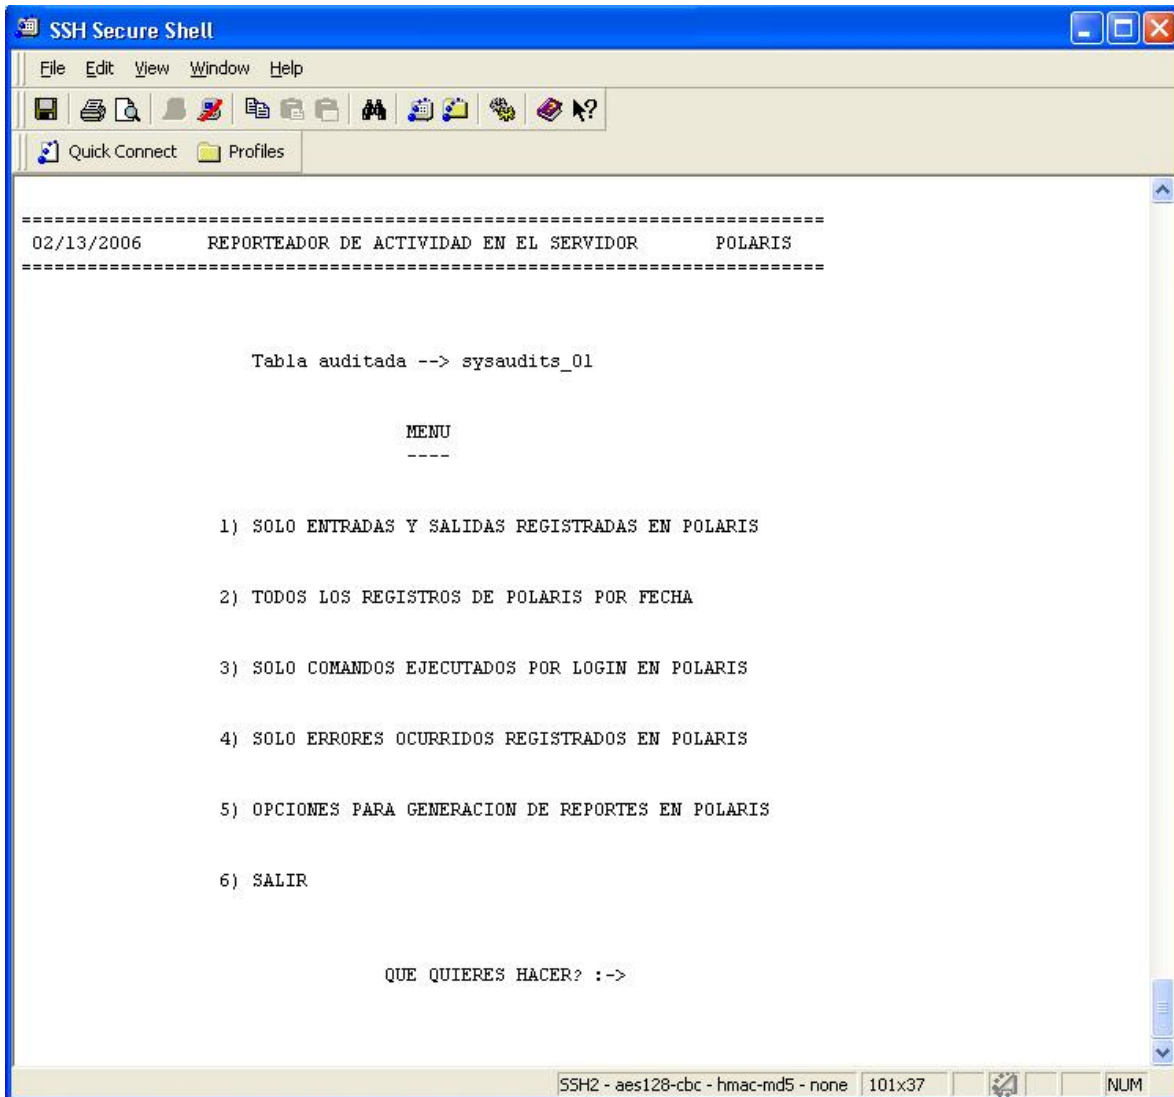 SSH Secure Shell
File Edit View Window Help
Quick Connect Profiles
=========================================================================
02/13/2006 REPORTEADOR DE ACTIVIDAD EN EL SERVIDOR POLARIS
=========================================================================
Tabla auditada --> sysaudits_01
MENU
----
1) SOLO ENTRADAS Y SALIDAS REGISTRADAS EN POLARIS
2) TODOS LOS REGISTROS DE POLARIS POR FECHA
3) SOLO COMANDOS EJECUTADOS POR LOGIN EN POLARIS
4) SOLO ERRORES OCURRIDOS REGISTRADOS EN POLARIS
5) OPCIONES PARA GENERACION DE REPORTES EN POLARIS
6) SALIR
QUE QUIERES HACER? :->
SSH2 - aes128-cbc - hmac-md5 - none 101x37 NUM